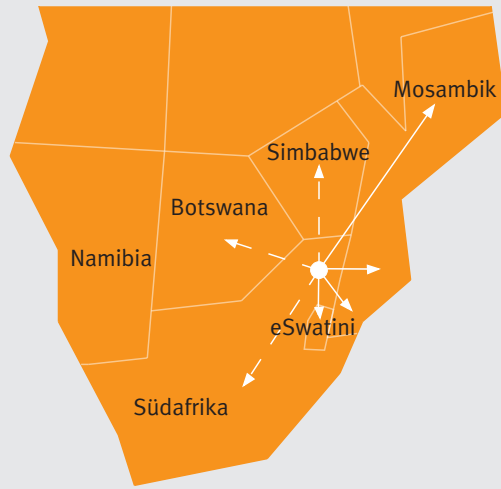 Mosambik
Simbabwe
Botswana
Namibia
eSwatini
Südafrika